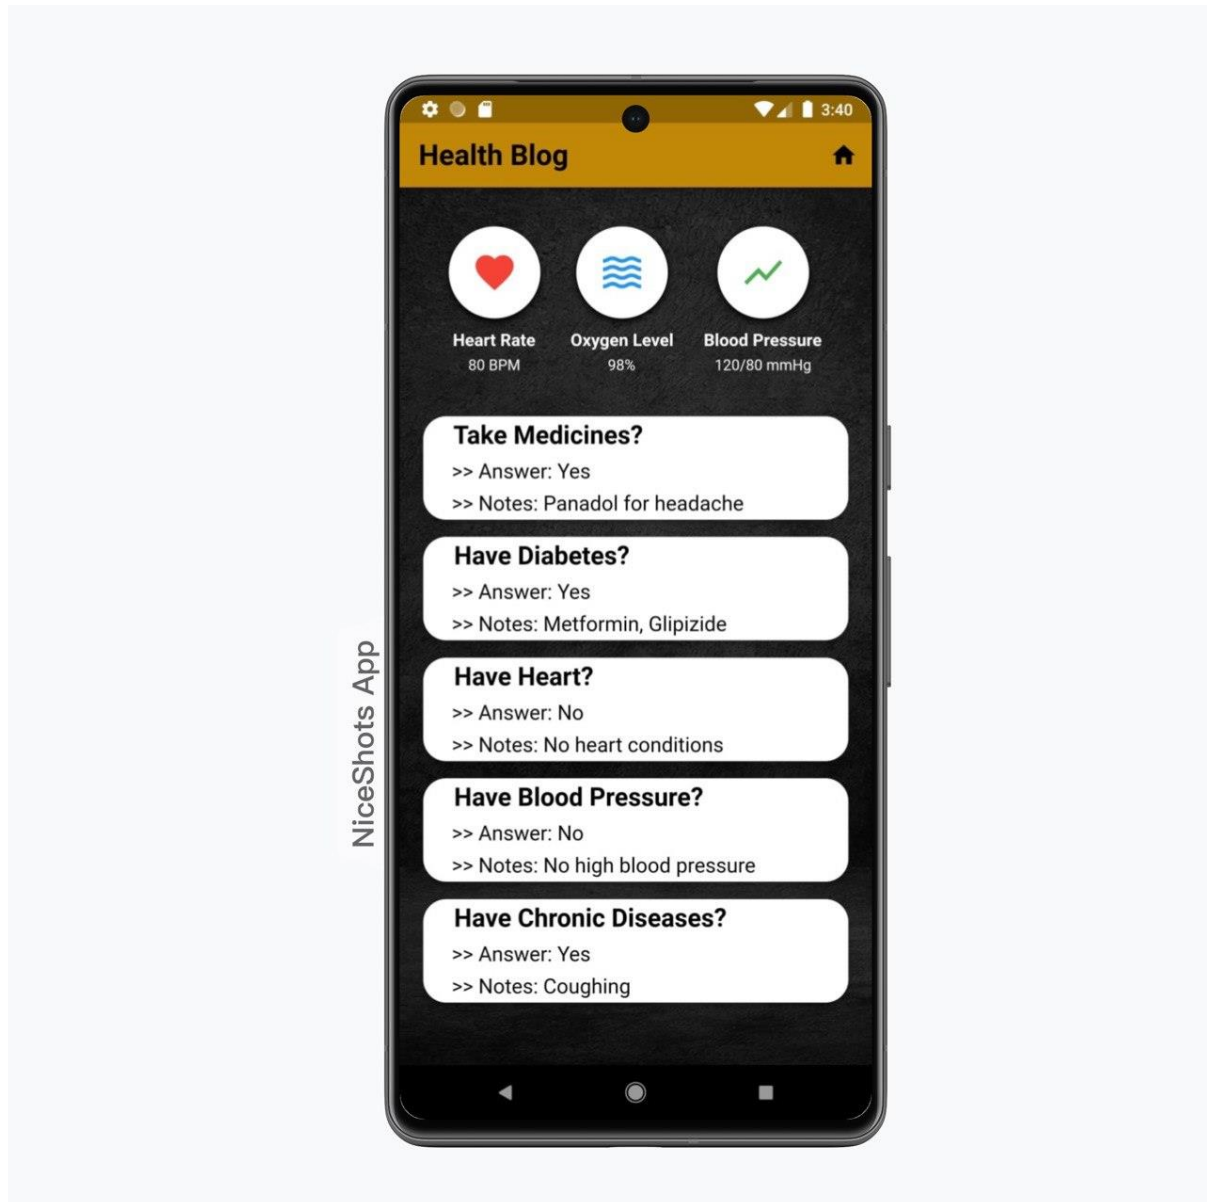 3:40
Health Blog
Heart Rate
80 BPM
Oxygen Level
98%
Blood Pressure
120/80 mmHg
Take Medicines?
>> Answer: Yes
>> Notes: Panadol for headache
Have Diabetes?
>> Answer: Yes
>> Notes: Metformin, Glipizide
Have Heart?
>> Answer: No
>> Notes: No heart conditions
Have Blood Pressure?
>> Answer: No
>> Notes: No high blood pressure
Have Chronic Diseases?
>> Answer: Yes
>> Notes: Coughing
NiceShots App